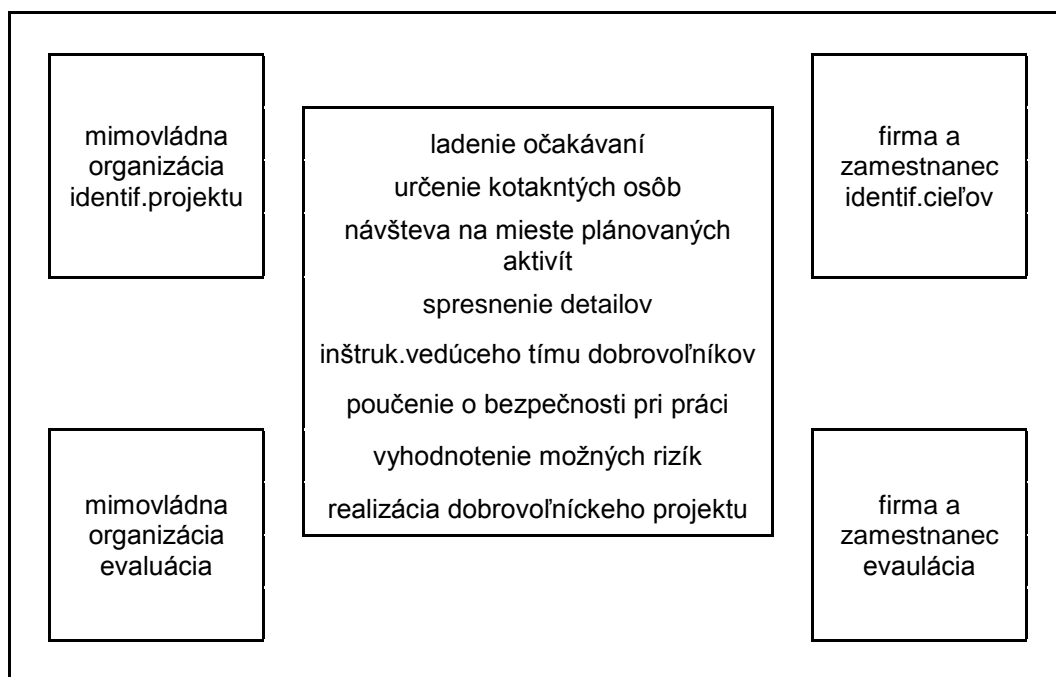 mimovládna
organizácia
identif.projektu
ladenie očakávaní
určenie kotakntých osôb
návšteva na mieste plánovaných
aktivít
spresnenie detailov
inštruk.vedúceho tímu dobrovoľníkov
poučenie o bezpečnosti pri práci
vyhodnotenie možných rizík
realizácia dobrovoľníckeho projektu
firma a
zamestnanec
identif.cieľov
mimovládna
organizácia
evaluácia
firma a
zamestnanec
evaulácia